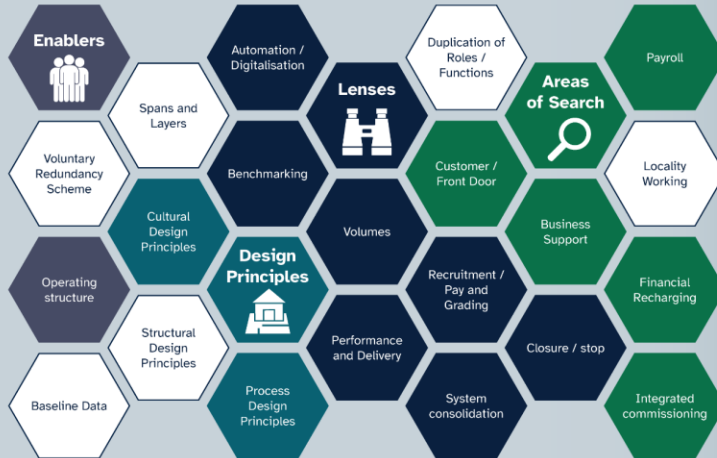 Enablers
Automation /
Digitalisation
Duplication of
Roles /
Functions
Payroll
Spans and
Layers
Lenses
Areas
of Search
Voluntary
Redundancy
Scheme
Benchmarking
Customer /
Front Door
Locality
Working
Cultural
Design
Principles
Volumes
Business
Support
Operating
structure
Design
Principles
Recruitment /
Pay and
Grading
Financial
Recharging
Structural
Design
Principles
Performance
and Delivery
Closure / stop
Baseline Data
Process
Design
Principles
System
consolidation
Integrated
commissioning